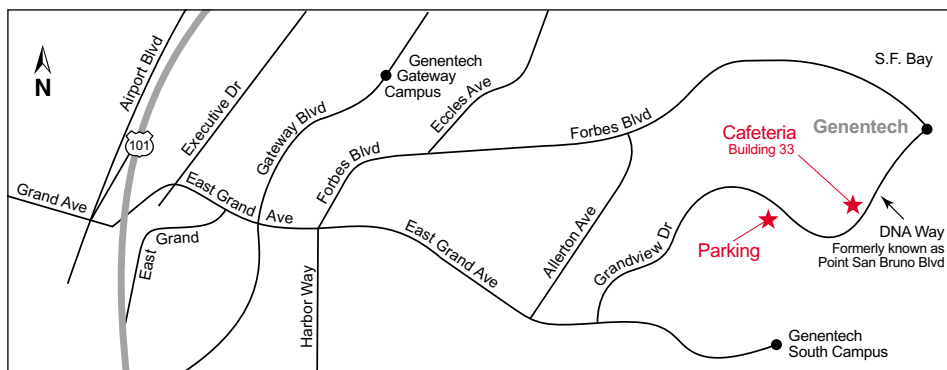 N
Airport Blvd
101
Executive Dr
Grand Ave
East Grand
Ave
East Grand
Gateway Blvd
Genentech
Gateway
Campus
Eccles Ave
Forbes Blvd
Forbes Blvd
Harbor Way
East Grand Ave
Allerton Ave
Grandview Dr
S.F. Bay
Genentech
Cafeteria
Building 33
Parking
DNA Way
Formerly known as
Point San Bruno Blvd
Genentech
South Campus